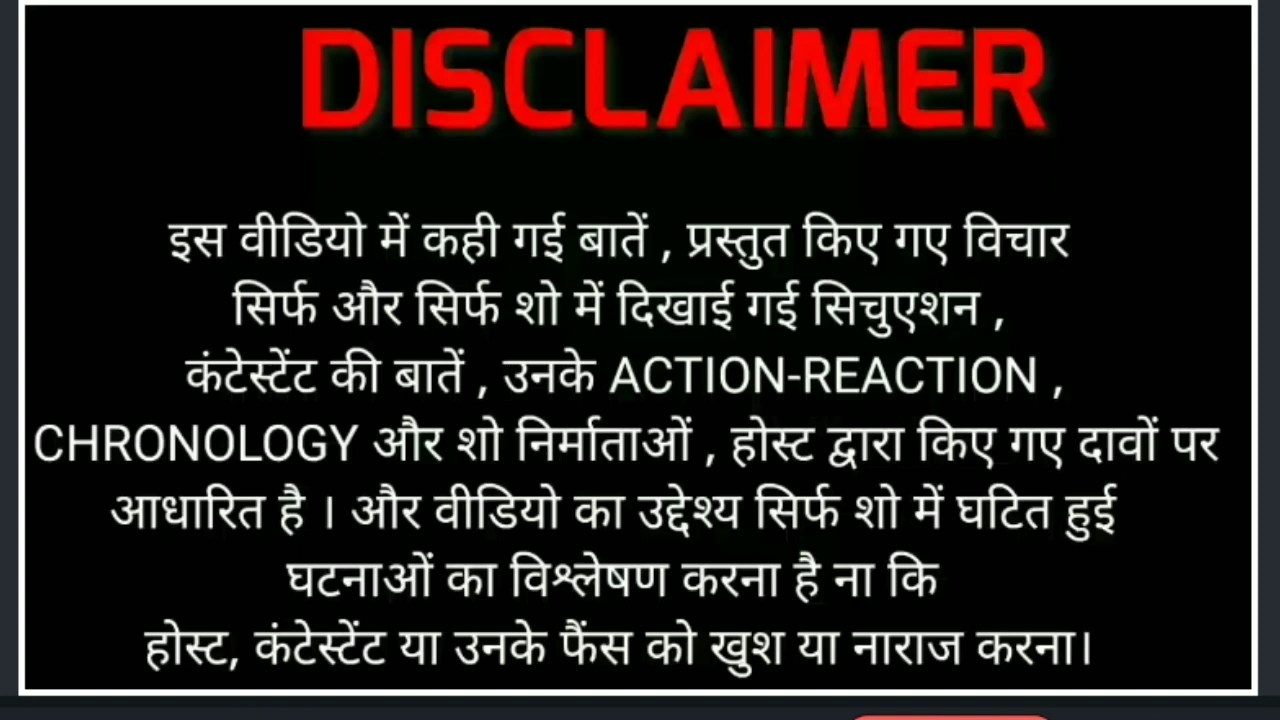 DISCLAIMER
इस वीडियो में कही गई बातें , प्रस्तुत किए गए विचार
सिर्फ और सिर्फ शो में दिखाई गई सिचुएशन ,
कंटेस्टेंट की बातें , उनके ACTION-REACTION ,
CHRONOLOGY और शो निर्माताओं , होस्ट द्वारा किए गए दावों पर
आधारित है । और वीडियो का उद्देश्य सिर्फ शो में घटित हुई
घटनाओं का विश्लेषण करना है ना कि
होस्ट, कंटेस्टेंट या उनके फैंस को खुश या नाराज करना।